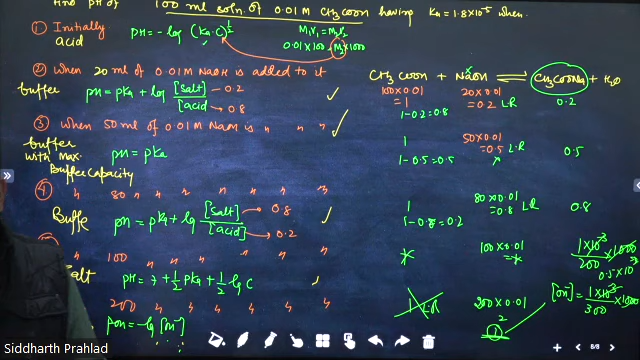 Find pH of 100 ml soln. of 0.01 M CH3COOH having Ka = 1.8×10⁻⁵ when.
① Initially acid
PH = -log (Ka·C)^½
M₁V₁ = M₂V₂
0.01×100 = M₂×1000
② When 20 ml of 0.01 M NaOH is added to it
buffer
pH = pKa + log [salt] – 0.2
[acid – 0.8
✓
CH3COOH + NaOH ⇌ CH3COONa + H2O
100×0.01 = 1
20×0.01 = 0.2 LR
0.2
1-0.2 = 0.8
③ When 50 ml of 0.01 M NaOH is " " "
buffer with Max. Buffer capacity
pH = pKa
✓
1
50×0.01 = 0.5 L.R
0.5
1-0.5 = 0.5
④ " 80 " " " " " "
Buffe
pH = pKa + log [salt] → 0.8
[acid] → 0.2
✓
1
80×0.01 = 0.8 LR
0.8
1-0.8 = 0.2
" 100 " " " " " "
Salt
PH = 7 + ½ pKa + ½ log C
×
100×0.01 = ×
1×10⁻³ ×1000
200
0.5×10⁻³
200 " " " " "
POH = -log [OH⁻]
1 LR
200×0.01
2
①
[OH⁻] = 1×10⁻³ ×1000
300
Siddharth Prahlad
8/8